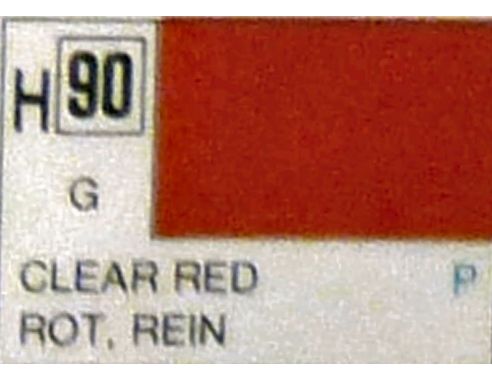 H 90
G
CLEAR RED P
ROT, REIN